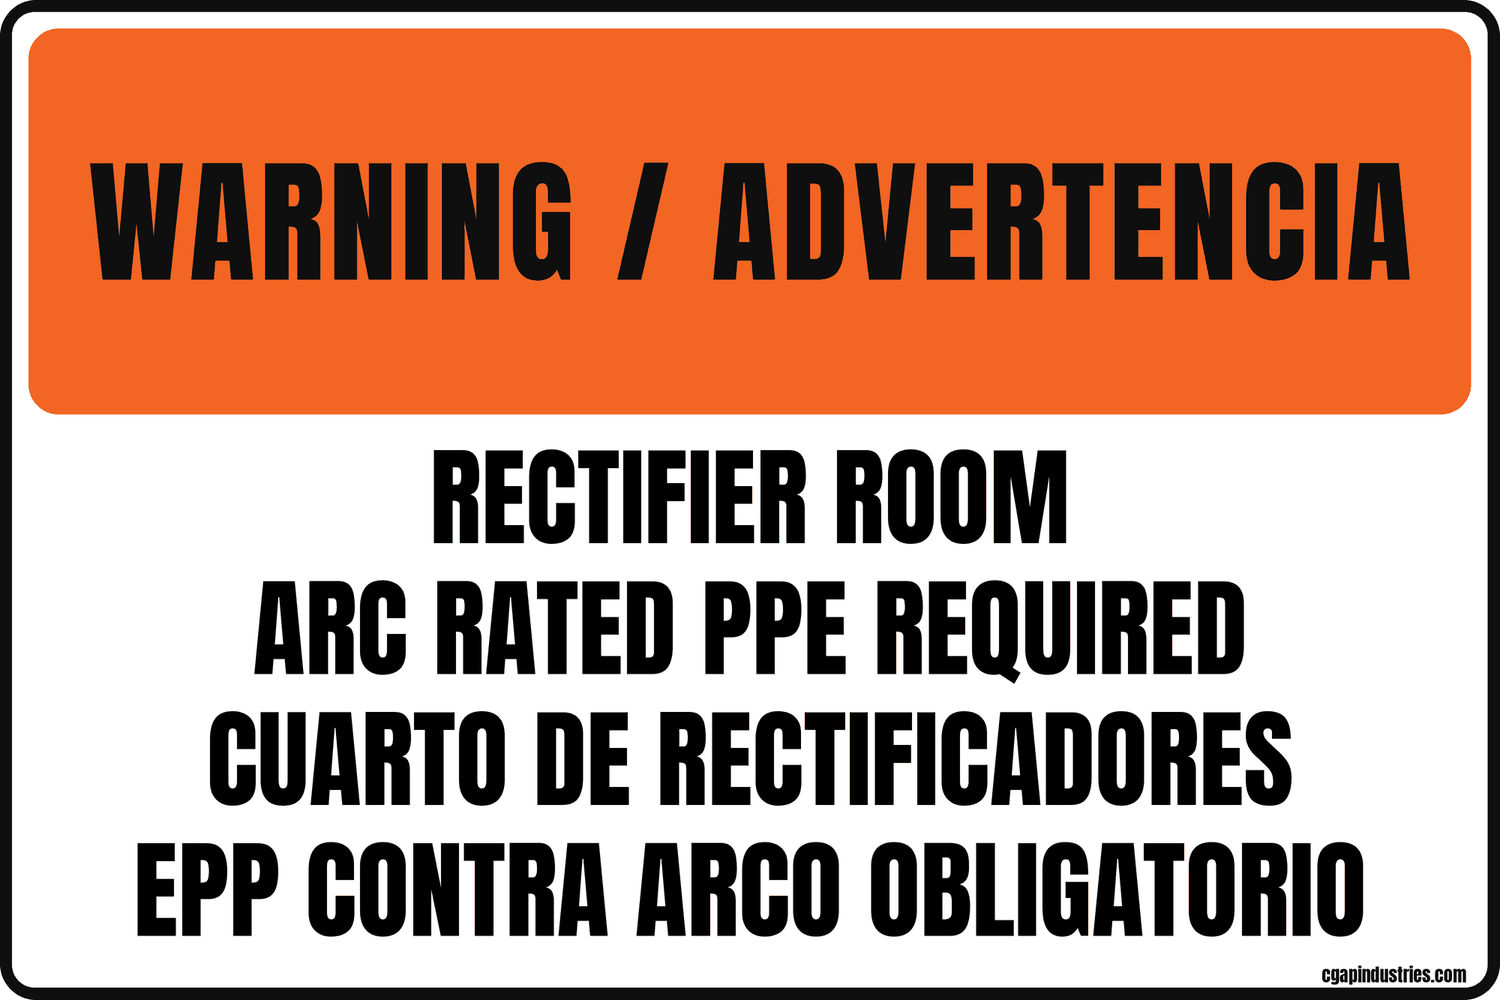 WARNING / ADVERTENCIA
RECTIFIER ROOM
ARC RATED PPE REQUIRED
CUARTO DE RECTIFICADORES
EPP CONTRA ARCO OBLIGATORIO
cgapindustries.com